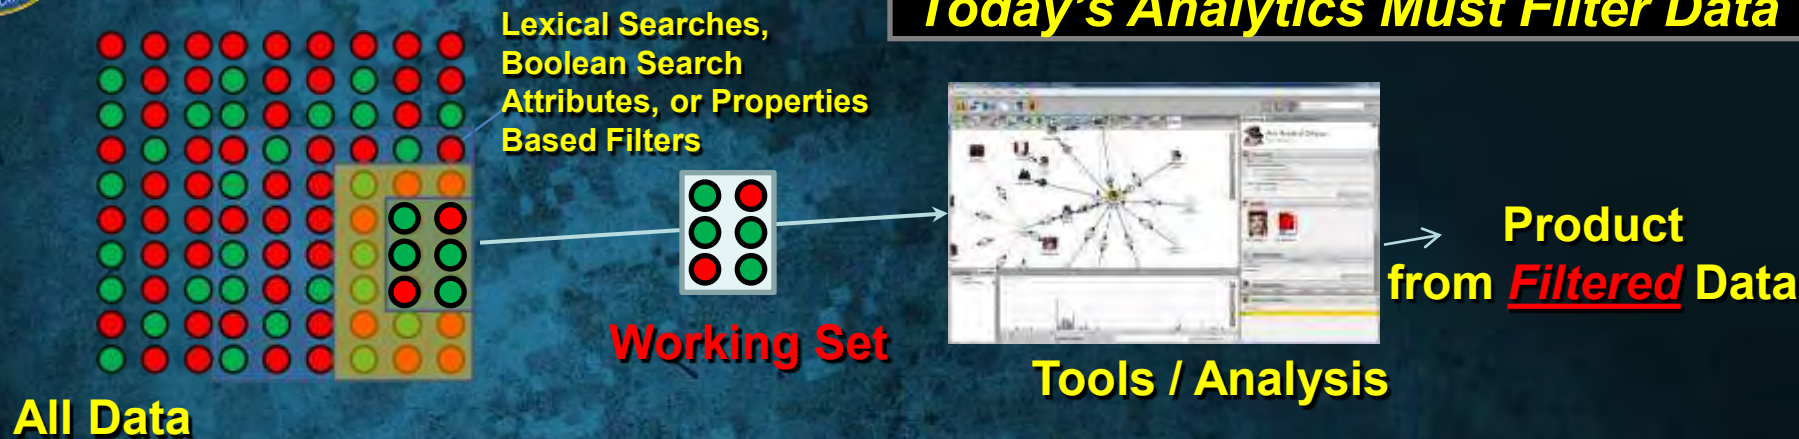 Today's Analytics Must Filter Data
Lexical Searches,
Boolean Search
Attributes, or Properties
Based Filters
Working Set
Tools / Analysis
Product
from Filtered Data
All Data